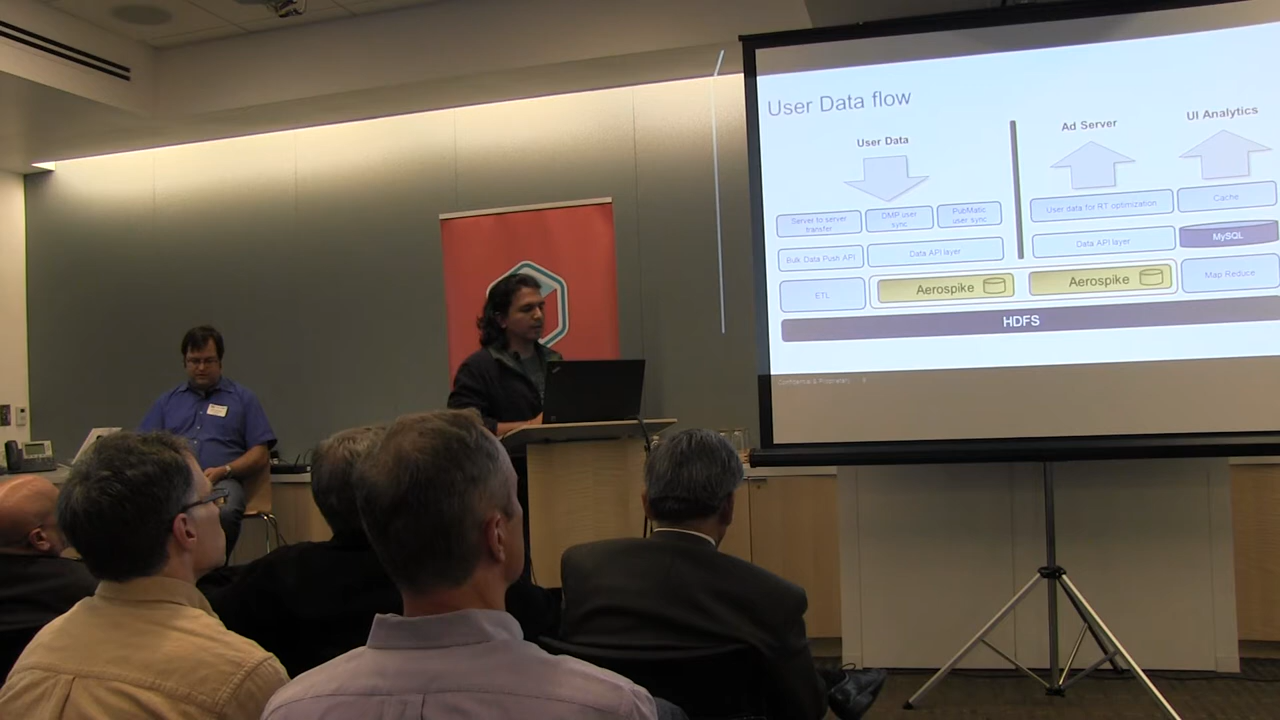 User Data flow
User Data
Ad Server
UI Analytics
Server to server
transfer
DMP user
sync
PubMatic
user sync
User data for RT optimization
Cache
Bulk Data Push API
Data API layer
Data API layer
MySQL
ETL
Aerospike
Aerospike
Map Reduce
HDFS
Confidential & Proprietary